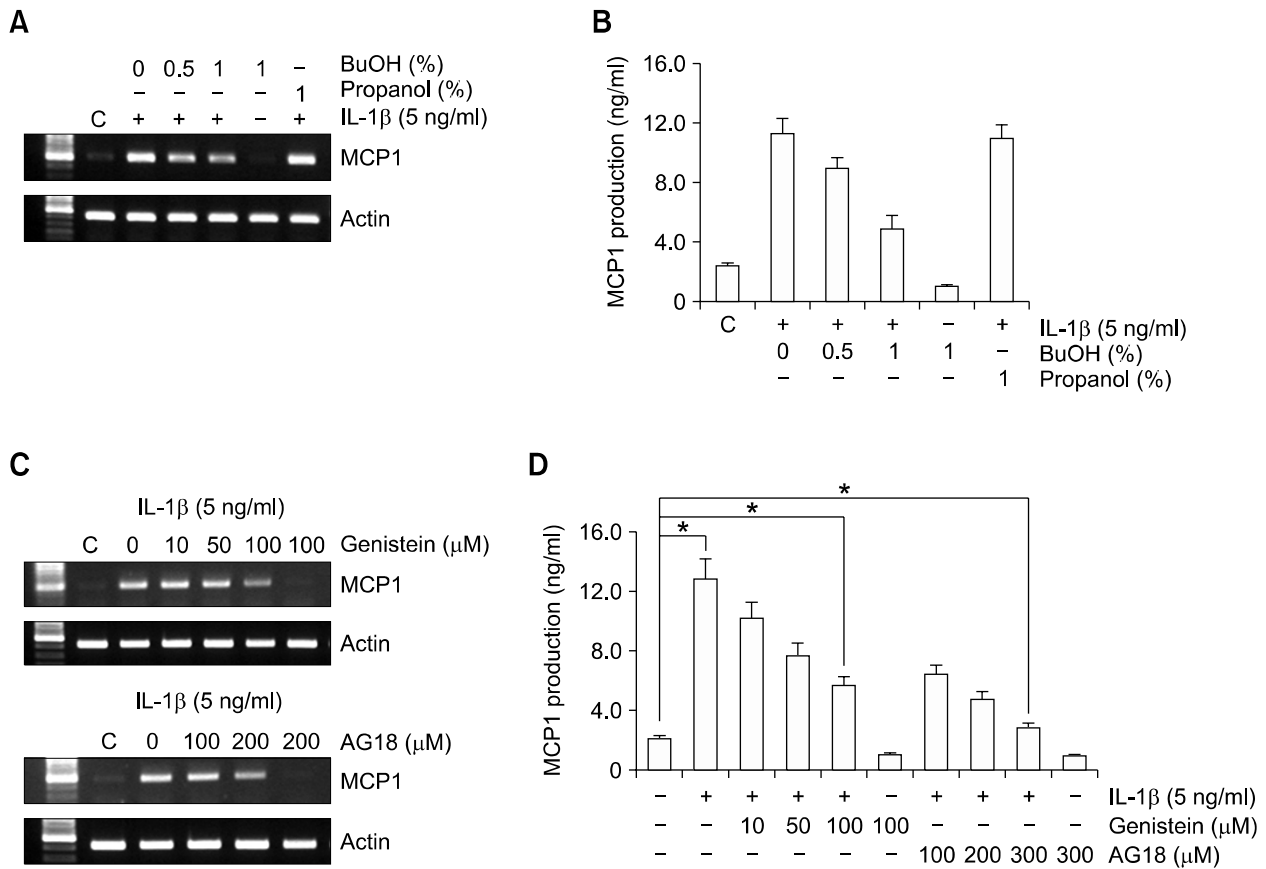 A
0 0.5 1 1 – BuOH (%)
– – – – 1 Propanol (%)
C + + + – + IL-1β (5 ng/ml)
MCP1
Actin
B
MCP1 production (ng/ml)
16.0
12.0
8.0
4.0
0
C + + + – + IL-1β (5 ng/ml)
0 0.5 1 1 – BuOH (%)
– – – – 1 Propanol (%)
C
IL-1β (5 ng/ml)
C 0 10 50 100 100 Genistein (μM)
MCP1
Actin
IL-1β (5 ng/ml)
C 0 100 200 200 AG18 (μM)
MCP1
Actin
D
*
*
*
MCP1 production (ng/ml)
16.0
12.0
8.0
4.0
0
– + + + + – + + + – IL-1β (5 ng/ml)
– – 10 50 100 100 – – – – Genistein (μM)
– – – – – – 100 200 300 300 AG18 (μM)